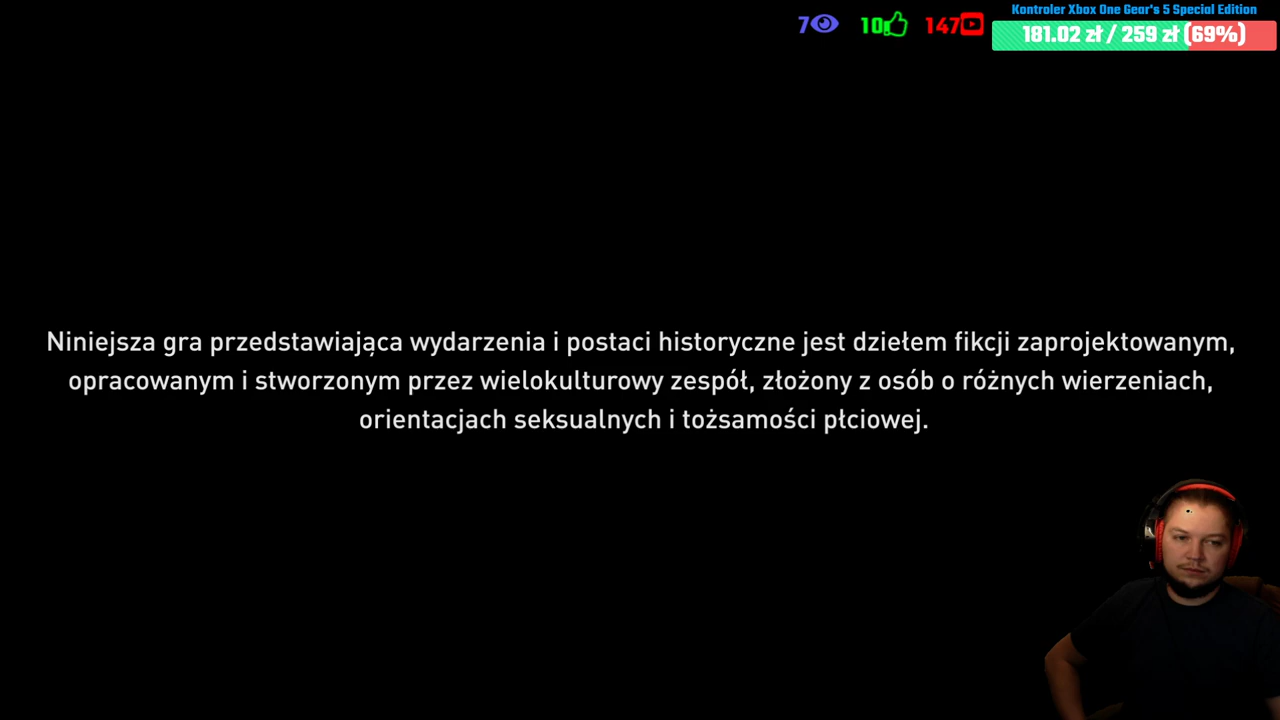 Kontroler Xbox One Gear's 5 Special Edition
7 10 147
181.02 zł / 259 zł (69%)
Niniejsza gra przedstawiająca wydarzenia i postaci historyczne jest dziełem fikcji zaprojektowanym,
opracowanym i stworzonym przez wielokulturowy zespół, złożony z osób o różnych wierzeniach,
orientacjach seksualnych i tożsamości płciowej.